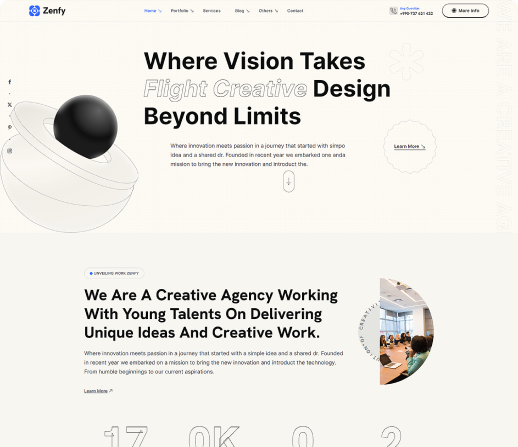 Zenfy
Home
Portfolio
Services
Blog
Others
Contact
+990-737 621 432
More Info
Where Vision Takes
Flight Creative Design
Beyond Limits
Where innovation meets passion in a journey that started with simpo
idea and a shared dr. Founded in recent year we embarked one anda
mission to bring the new innovation and introduct the.
Learn More
UNVEILING WORK ZENFY
We Are A Creative Agency Working
With Young Talents On Delivering
Unique Ideas And Creative Work.
Where innovation meets passion in a journey that started with a simple idea and a shared dr. Founded
in recent year we embarked on a mission to bring the new innovation and introduct the technology.
From humble beginnings to our current aspirations.
Learn More
17 0K 0 2